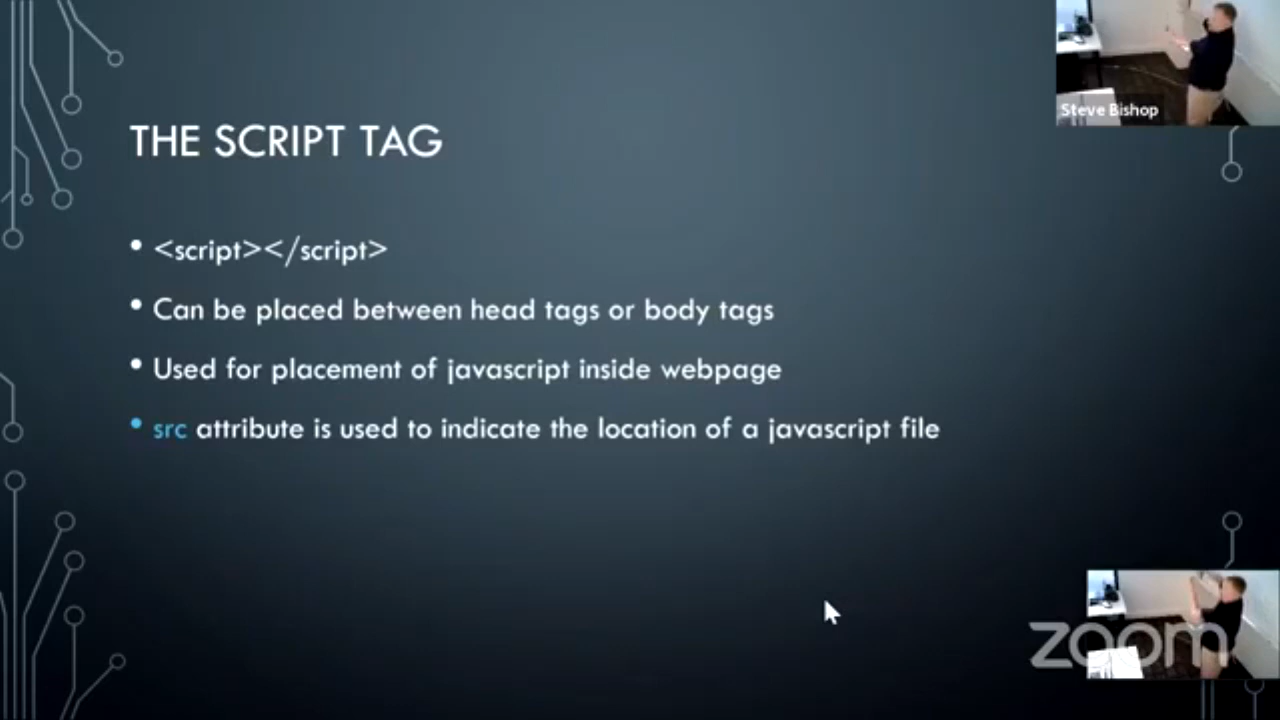 Steve Bishop
THE SCRIPT TAG
<script></script>
Can be placed between head tags or body tags
Used for placement of javascript inside webpage
src attribute is used to indicate the location of a javascript file
zoom